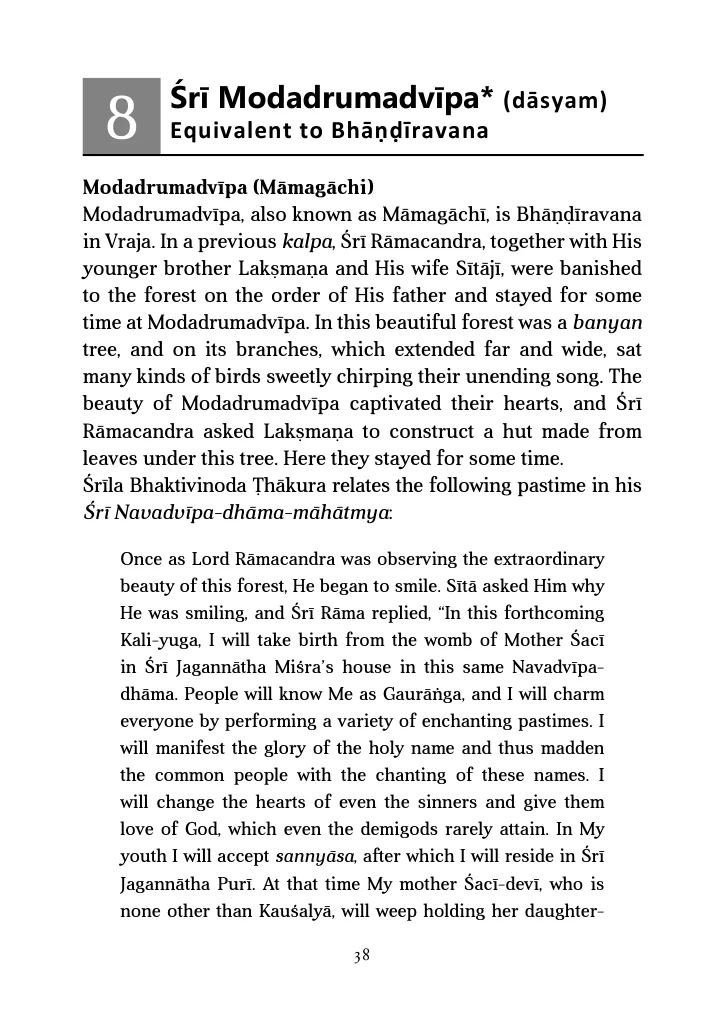 8
Śrī Modadrumadvīpa* (dāsyam)
Equivalent to Bhāṇḍīravana
Modadrumadvīpa (Māmagāchi)
Modadrumadvīpa, also known as Māmagāchī, is Bhāṇḍīravana
in Vraja. In a previous kalpa, Śrī Rāmacandra, together with His
younger brother Lakṣmaṇa and His wife Sītājī, were banished
to the forest on the order of His father and stayed for some
time at Modadrumadvīpa. In this beautiful forest was a banyan
tree, and on its branches, which extended far and wide, sat
many kinds of birds sweetly chirping their unending song. The
beauty of Modadrumadvīpa captivated their hearts, and Śrī
Rāmacandra asked Lakṣmaṇa to construct a hut made from
leaves under this tree. Here they stayed for some time.
Śrīla Bhaktivinoda Ṭhākura relates the following pastime in his
Śrī Navadvīpa-dhāma-māhātmya:
Once as Lord Rāmacandra was observing the extraordinary
beauty of this forest, He began to smile. Sītā asked Him why
He was smiling, and Śrī Rāma replied, “In this forthcoming
Kali-yuga, I will take birth from the womb of Mother Śacī
in Śrī Jagannātha Miśra’s house in this same Navadvīpa-
dhāma. People will know Me as Gaurāṅga, and I will charm
everyone by performing a variety of enchanting pastimes. I
will manifest the glory of the holy name and thus madden
the common people with the chanting of these names. I
will change the hearts of even the sinners and give them
love of God, which even the demigods rarely attain. In My
youth I will accept sannyāsa, after which I will reside in Śrī
Jagannātha Purī. At that time My mother Śacī-devī, who is
none other than Kauśalyā, will weep holding her daughter-
38